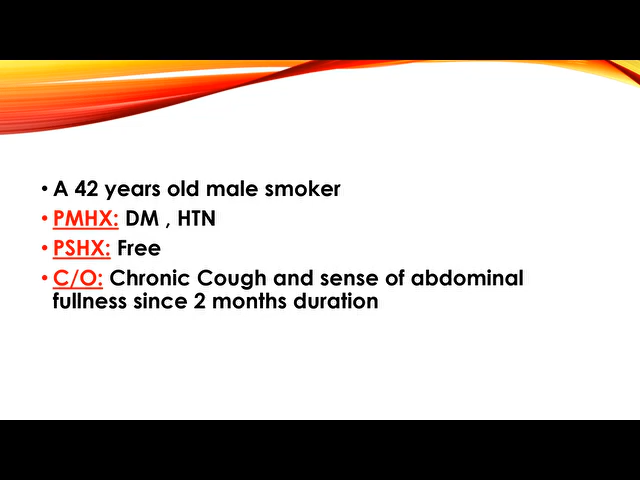 • A 42 years old male smoker
• PMHX: DM , HTN
• PSHX: Free
• C/O: Chronic Cough and sense of abdominal
fullness since 2 months duration